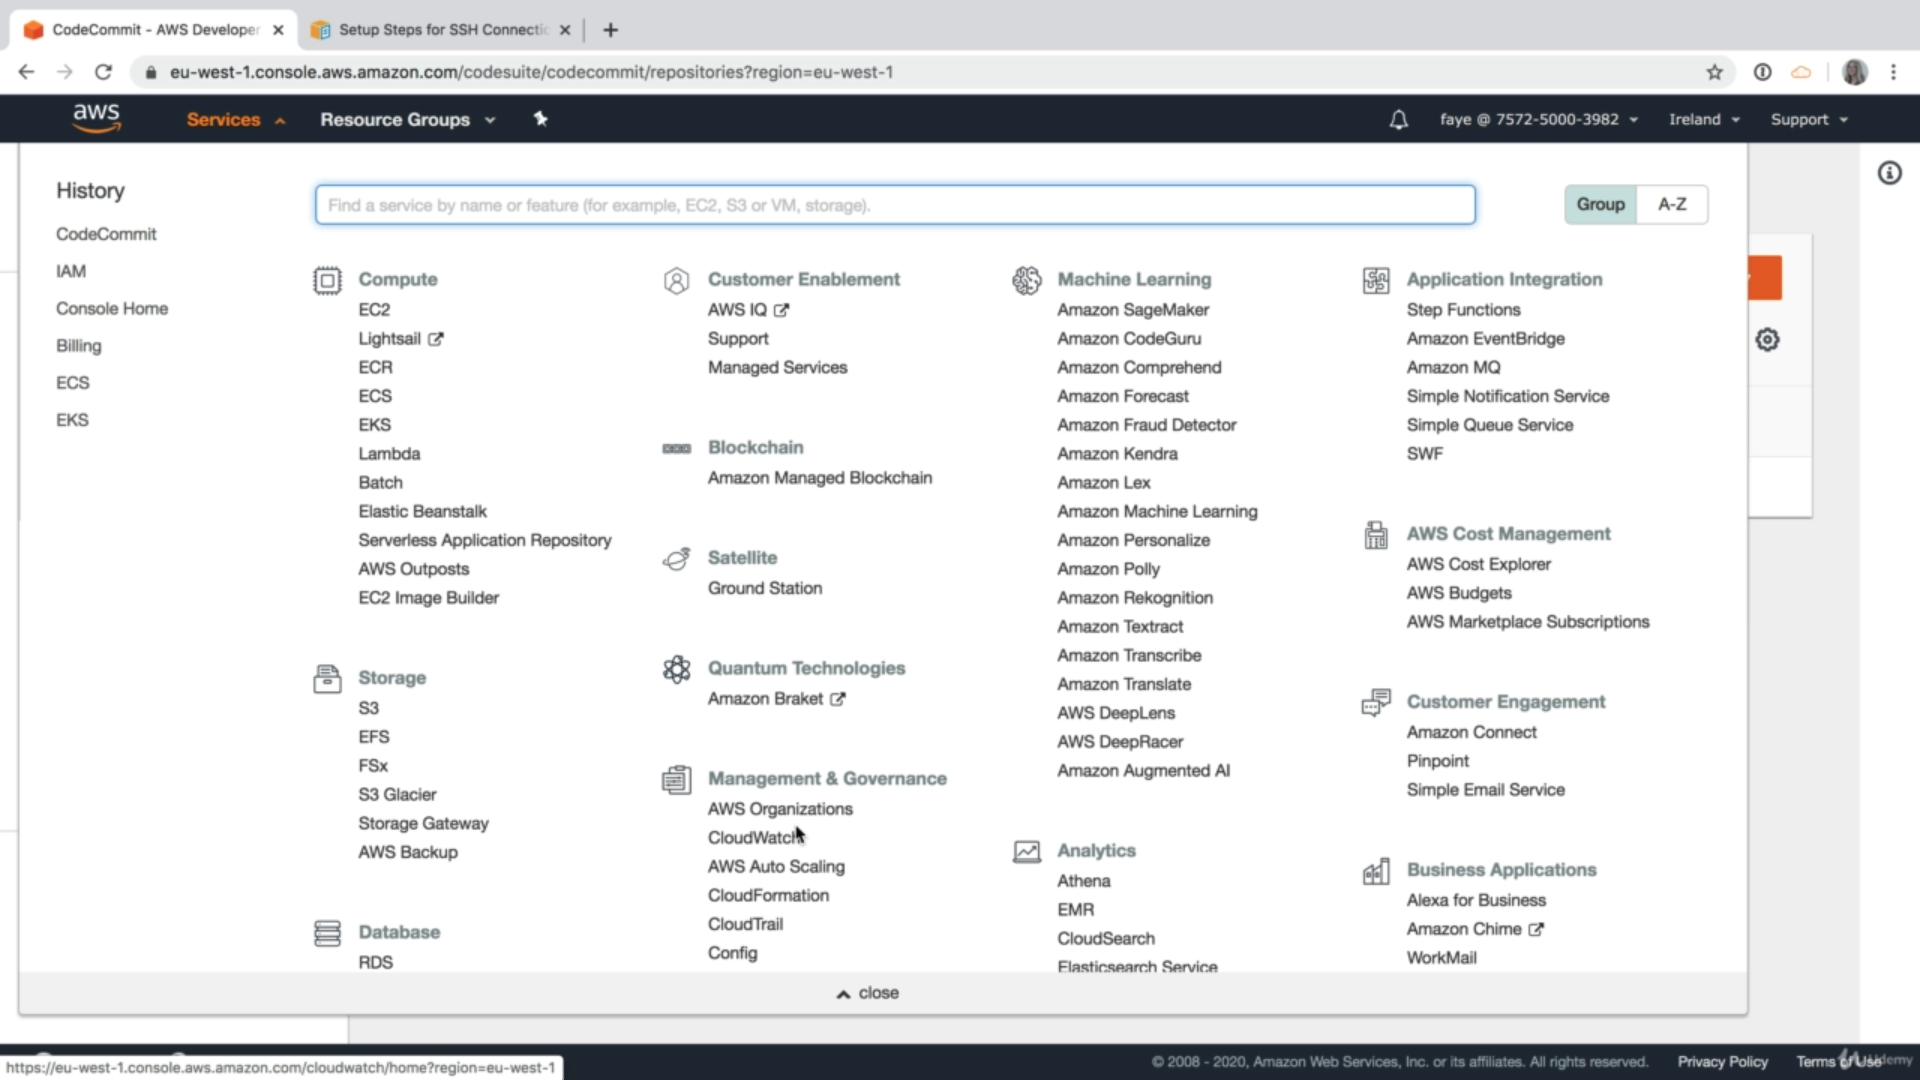 CodeCommit - AWS Developer
Setup Steps for SSH Connectio
eu-west-1.console.aws.amazon.com/codesuite/codecommit/repositories?region=eu-west-1
aws
Services
Resource Groups
faye @ 7572-5000-3982
Ireland
Support
History
CodeCommit
IAM
Console Home
Billing
ECS
EKS
Find a service by name or feature (for example, EC2, S3 or VM, storage).
Group
A-Z
Compute
EC2
Lightsail
ECR
ECS
EKS
Lambda
Batch
Elastic Beanstalk
Serverless Application Repository
AWS Outposts
EC2 Image Builder
Storage
S3
EFS
FSx
S3 Glacier
Storage Gateway
AWS Backup
Database
RDS
Customer Enablement
AWS IQ
Support
Managed Services
Blockchain
Amazon Managed Blockchain
Satellite
Ground Station
Quantum Technologies
Amazon Braket
Management & Governance
AWS Organizations
CloudWatch
AWS Auto Scaling
CloudFormation
CloudTrail
Config
Machine Learning
Amazon SageMaker
Amazon CodeGuru
Amazon Comprehend
Amazon Forecast
Amazon Fraud Detector
Amazon Kendra
Amazon Lex
Amazon Machine Learning
Amazon Personalize
Amazon Polly
Amazon Rekognition
Amazon Textract
Amazon Transcribe
Amazon Translate
AWS DeepLens
AWS DeepRacer
Amazon Augmented AI
Analytics
Athena
EMR
CloudSearch
Elasticsearch Service
Application Integration
Step Functions
Amazon EventBridge
Amazon MQ
Simple Notification Service
Simple Queue Service
SWF
AWS Cost Management
AWS Cost Explorer
AWS Budgets
AWS Marketplace Subscriptions
Customer Engagement
Amazon Connect
Pinpoint
Simple Email Service
Business Applications
Alexa for Business
Amazon Chime
WorkMail
close
https://eu-west-1.console.aws.amazon.com/cloudwatch/home?region=eu-west-1
© 2008 - 2020, Amazon Web Services, Inc. or its affiliates. All rights reserved.
Privacy Policy
Terms of Use